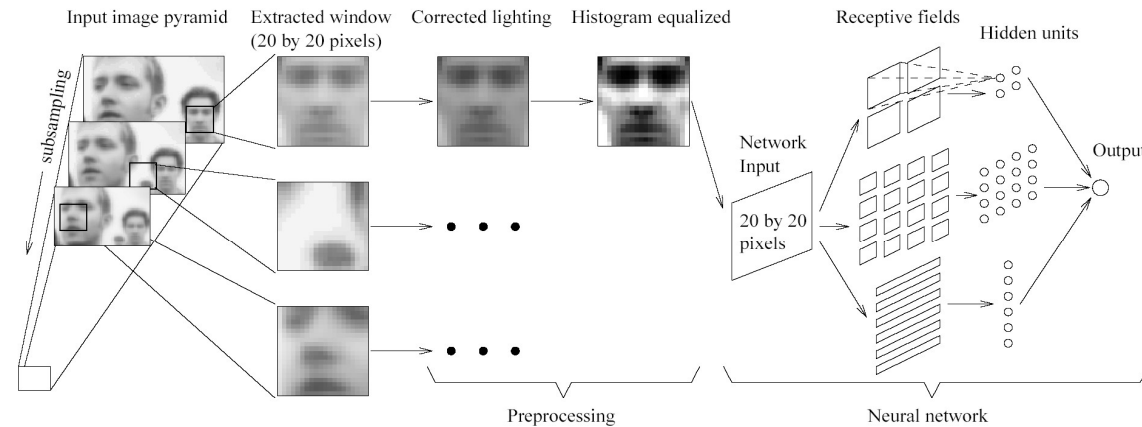 Input image pyramid
Extracted window
(20 by 20 pixels)
Corrected lighting
Histogram equalized
Receptive fields
Hidden units
subsampling
Network
Input
Output
20 by 20
pixels
Preprocessing
Neural network